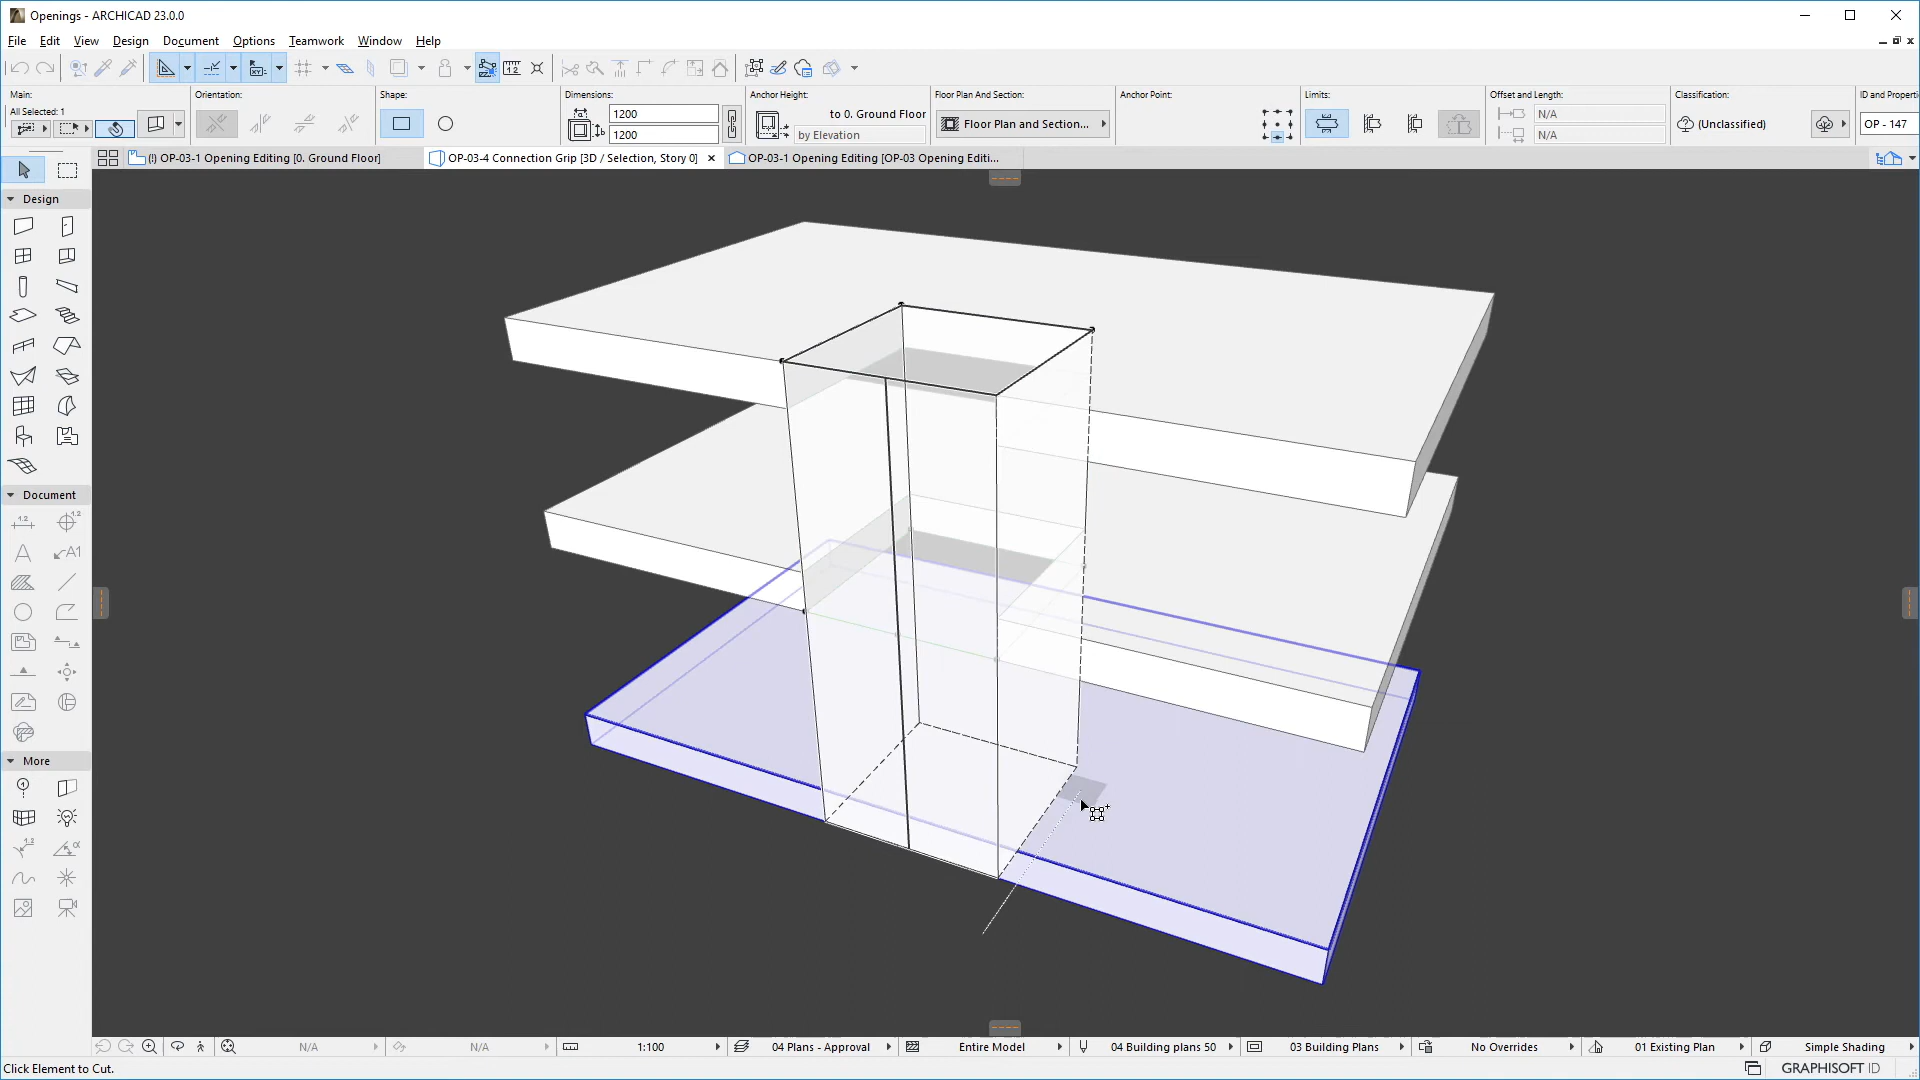 Openings - ARCHICAD 23.0.0
File Edit View Design Document Options Teamwork Window Help
Main: Orientation: Shape: Dimensions: Anchor Height: Floor Plan And Section: Anchor Point: Limits: Offset and Length: Classification: ID and Properti
All Selected: 1
1200 to 0. Ground Floor N/A
Floor Plan and Section... (Unclassified) OP - 147
1200 by Elevation N/A
(!) OP-03-1 Opening Editing [0. Ground Floor] OP-03-4 Connection Grip [3D / Selection, Story 0] OP-03-1 Opening Editing [OP-03 Opening Editi...
Design
Document
More
N/A N/A 1:100 04 Plans - Approval Entire Model 04 Building plans 50 03 Building Plans No Overrides 01 Existing Plan Simple Shading
Click Element to Cut. GRAPHISOFT ID